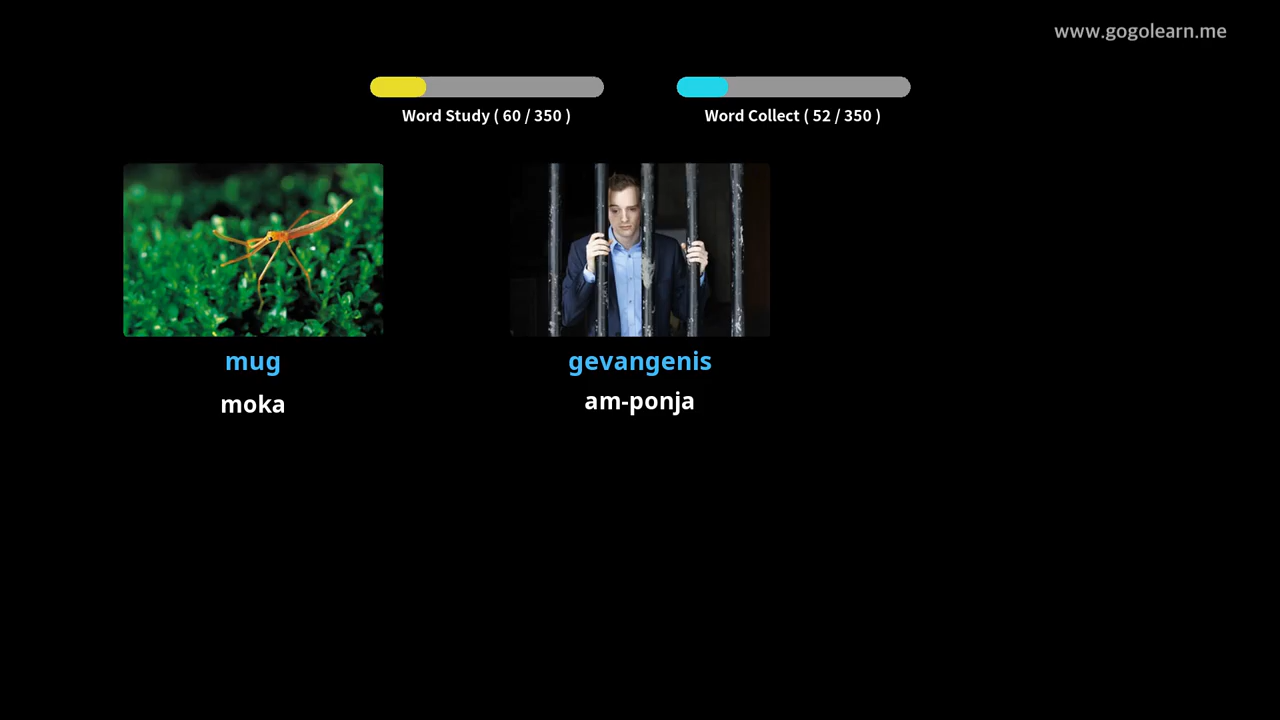 www.gogolearn.me
Word Study ( 60 / 350 )
Word Collect ( 52 / 350 )
mug
moka
gevangenis
am-ponja